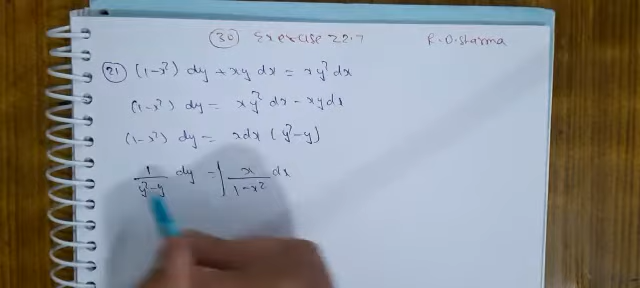 (30) Exercise 22.7 R.D. Sharma
(21) (1-x²) dy + xy dx = xy² dx
(1-x²) dy = xy² dx - xy dx
(1-x²) dy = x dx (y²-y)
1/(y²-y) dy = ∫ x/(1-x²) dx